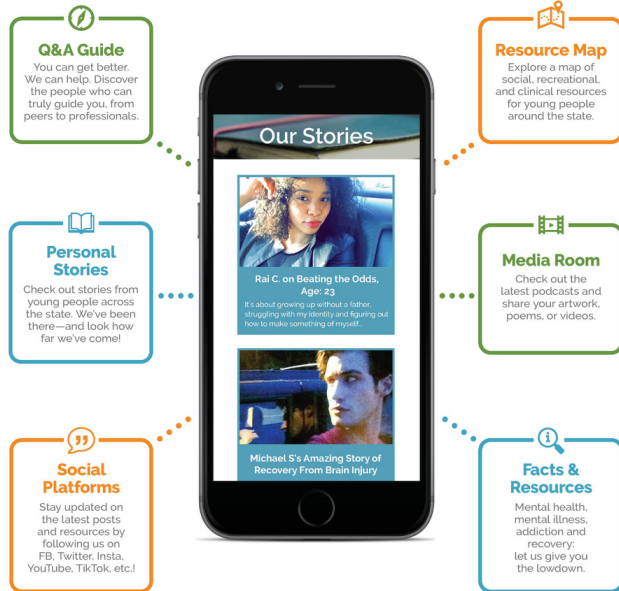 Q&A Guide
You can get better.
We can help. Discover
the people who can
truly guide you, from
peers to professionals.
Personal
Stories
Check out stories from
young people across
the state. We've been
there—and look how
far we've come!
Social
Platforms
Stay updated on
the latest posts
and resources by
following us on
FB, Twitter, Insta,
YouTube, TikTok, etc.!
Our Stories
Rai C. on Beating the Odds,
Age: 23
It's about growing up without a father,
struggling with my identity and figuring out
how to make something of myself...
Michael S's Amazing Story of
Recovery From Brain Injury
Resource Map
Explore a map of
social, recreational,
and clinical resources
for young people
around the state.
Media Room
Check out the
latest podcasts and
share your artwork,
poems, or videos.
Facts &
Resources
Mental health,
mental illness,
addiction and
recovery:
let us give you
the lowdown.